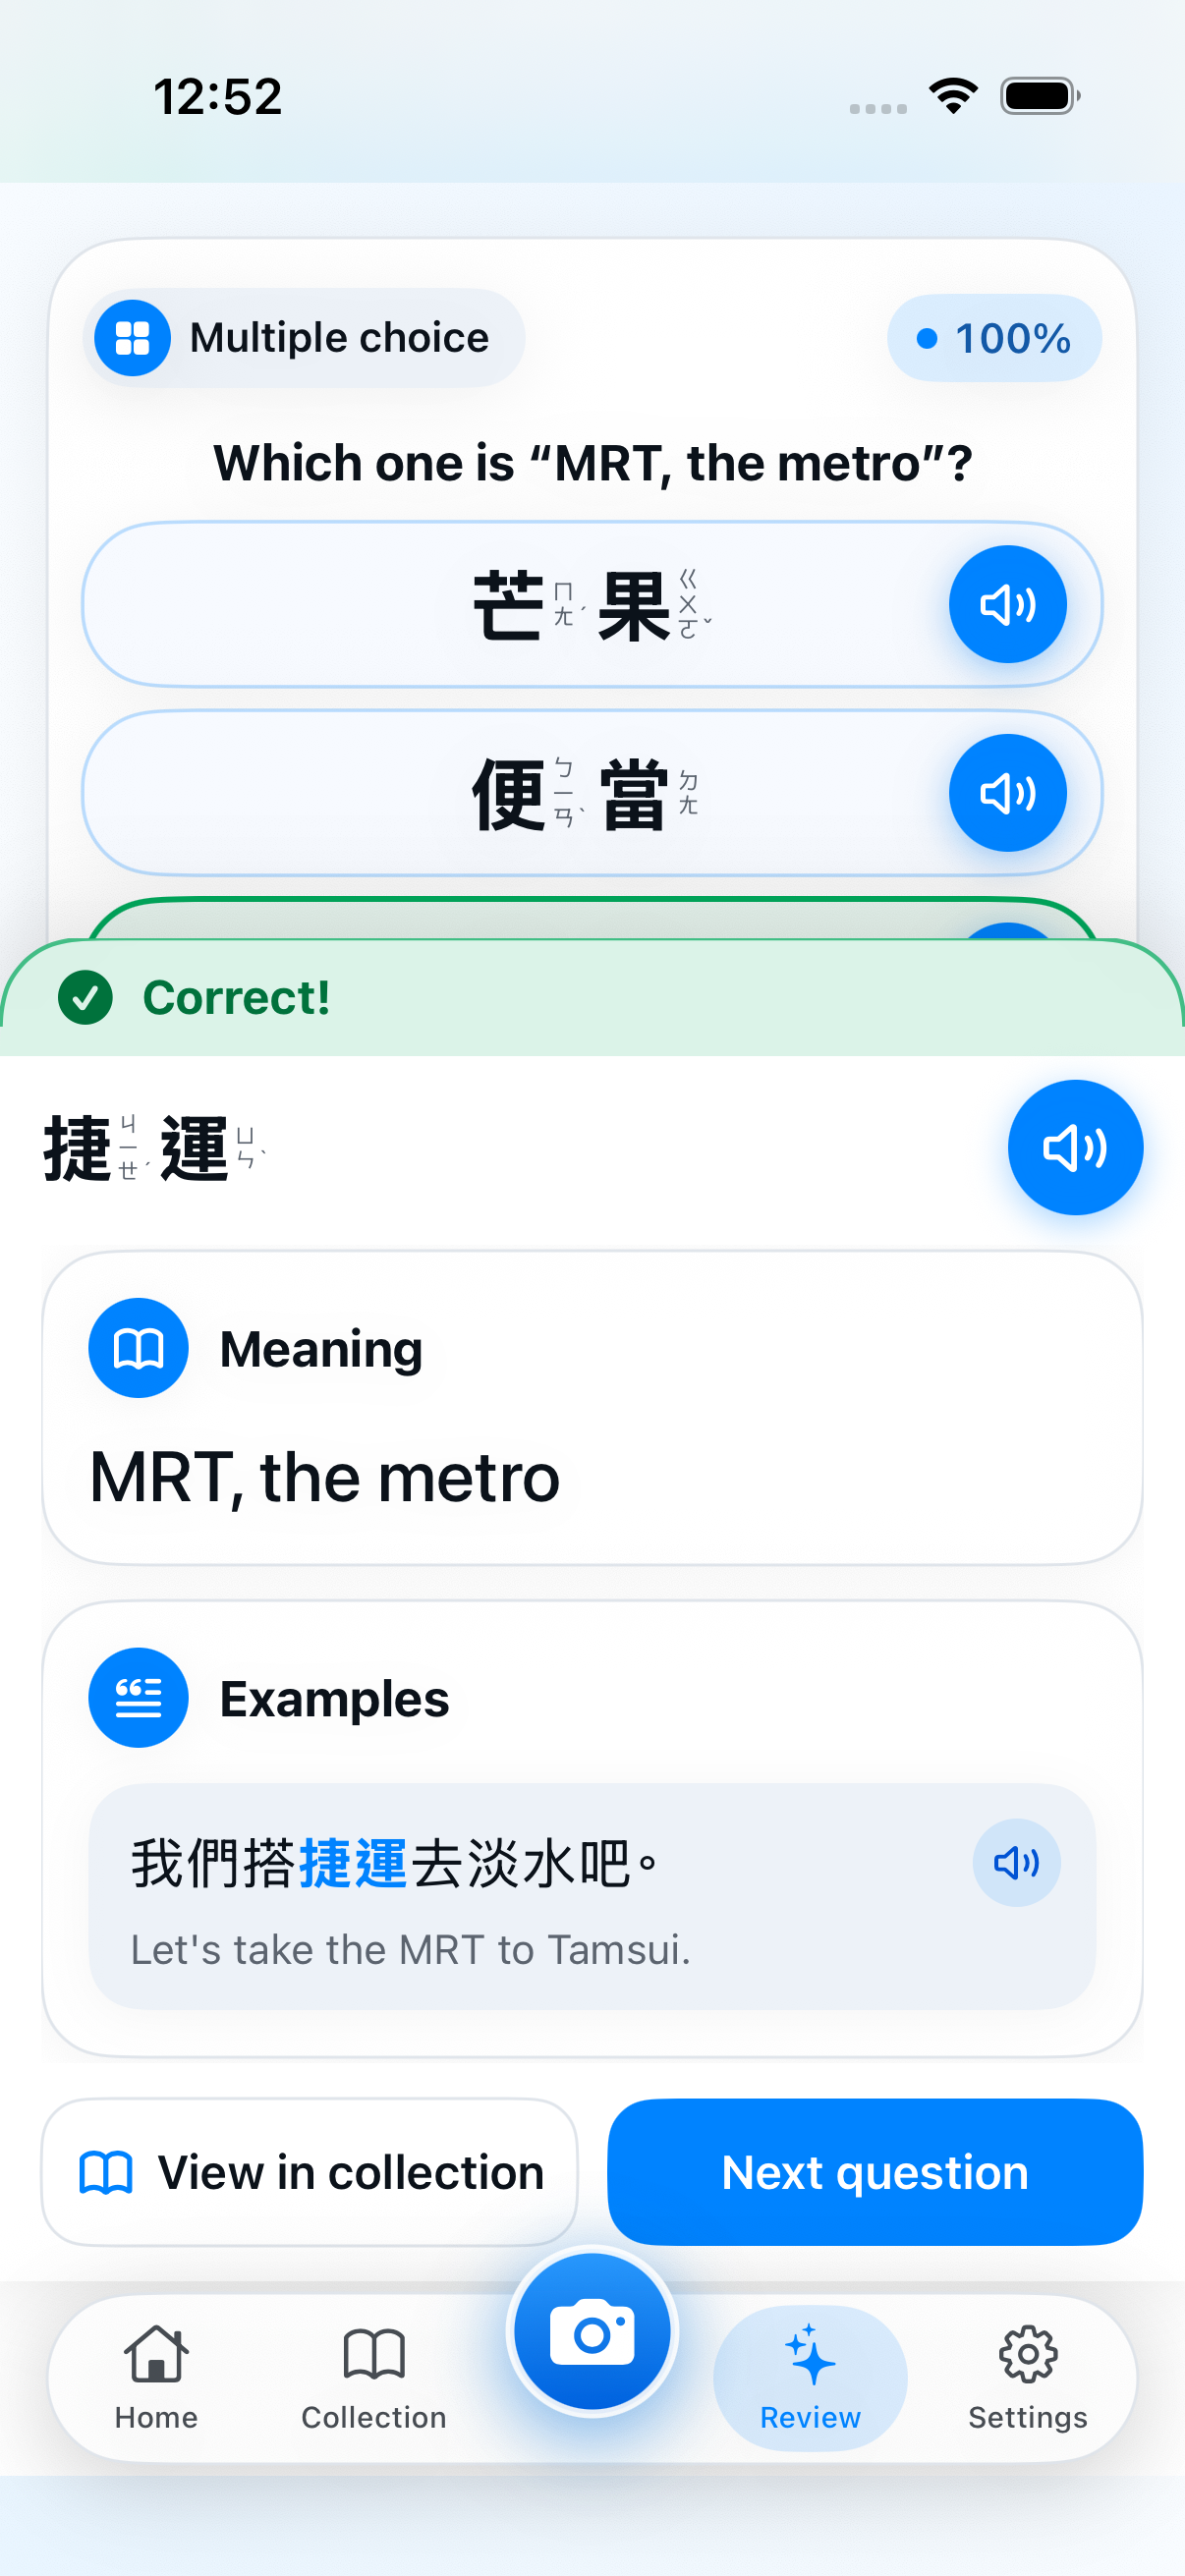 12:52
Multiple choice
100%
Which one is “MRT, the metro”?
芒ㄇㄤˊ果ㄍㄨㄛˇ
便ㄅㄧㄢˋ當ㄉㄤ
Correct!
捷ㄐㄧㄝˊ運ㄩㄣˋ
Meaning
MRT, the metro
Examples
我們搭捷運去淡水吧。
Let's take the MRT to Tamsui.
View in collection
Next question
Home
Collection
Review
Settings